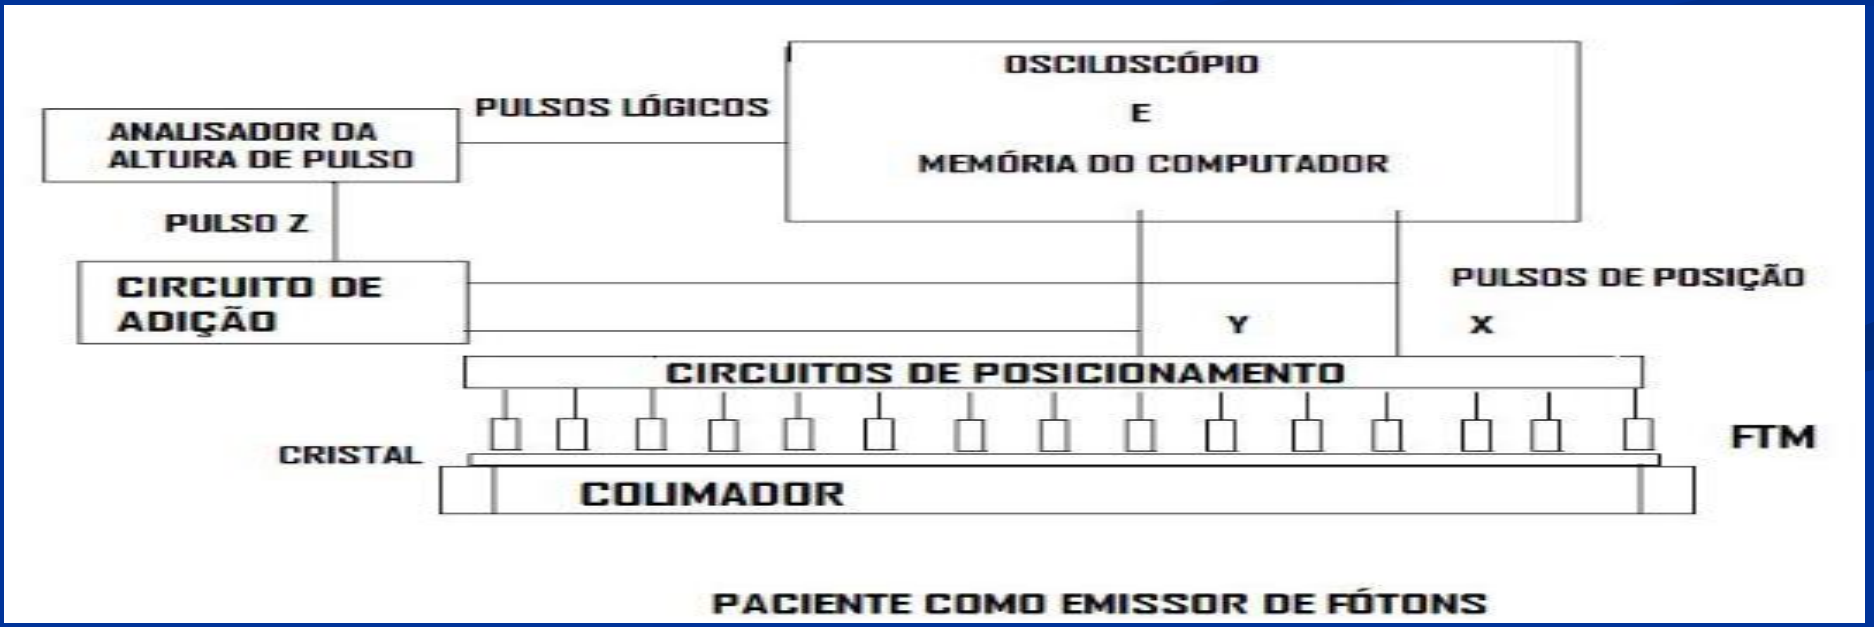 OSCILOSCÓPIO
E
MEMÓRIA DO COMPUTADOR
PULSOS LÓGICOS
ANALISADOR DA
ALTURA DE PULSO
PULSO Z
CIRCUITO DE
ADIÇÃO
PULSOS DE POSIÇÃO
Y
X
CIRCUITOS DE POSICIONAMENTO
FTM
CRISTAL
COLIMADOR
PACIENTE COMO EMISSOR DE FÓTONS